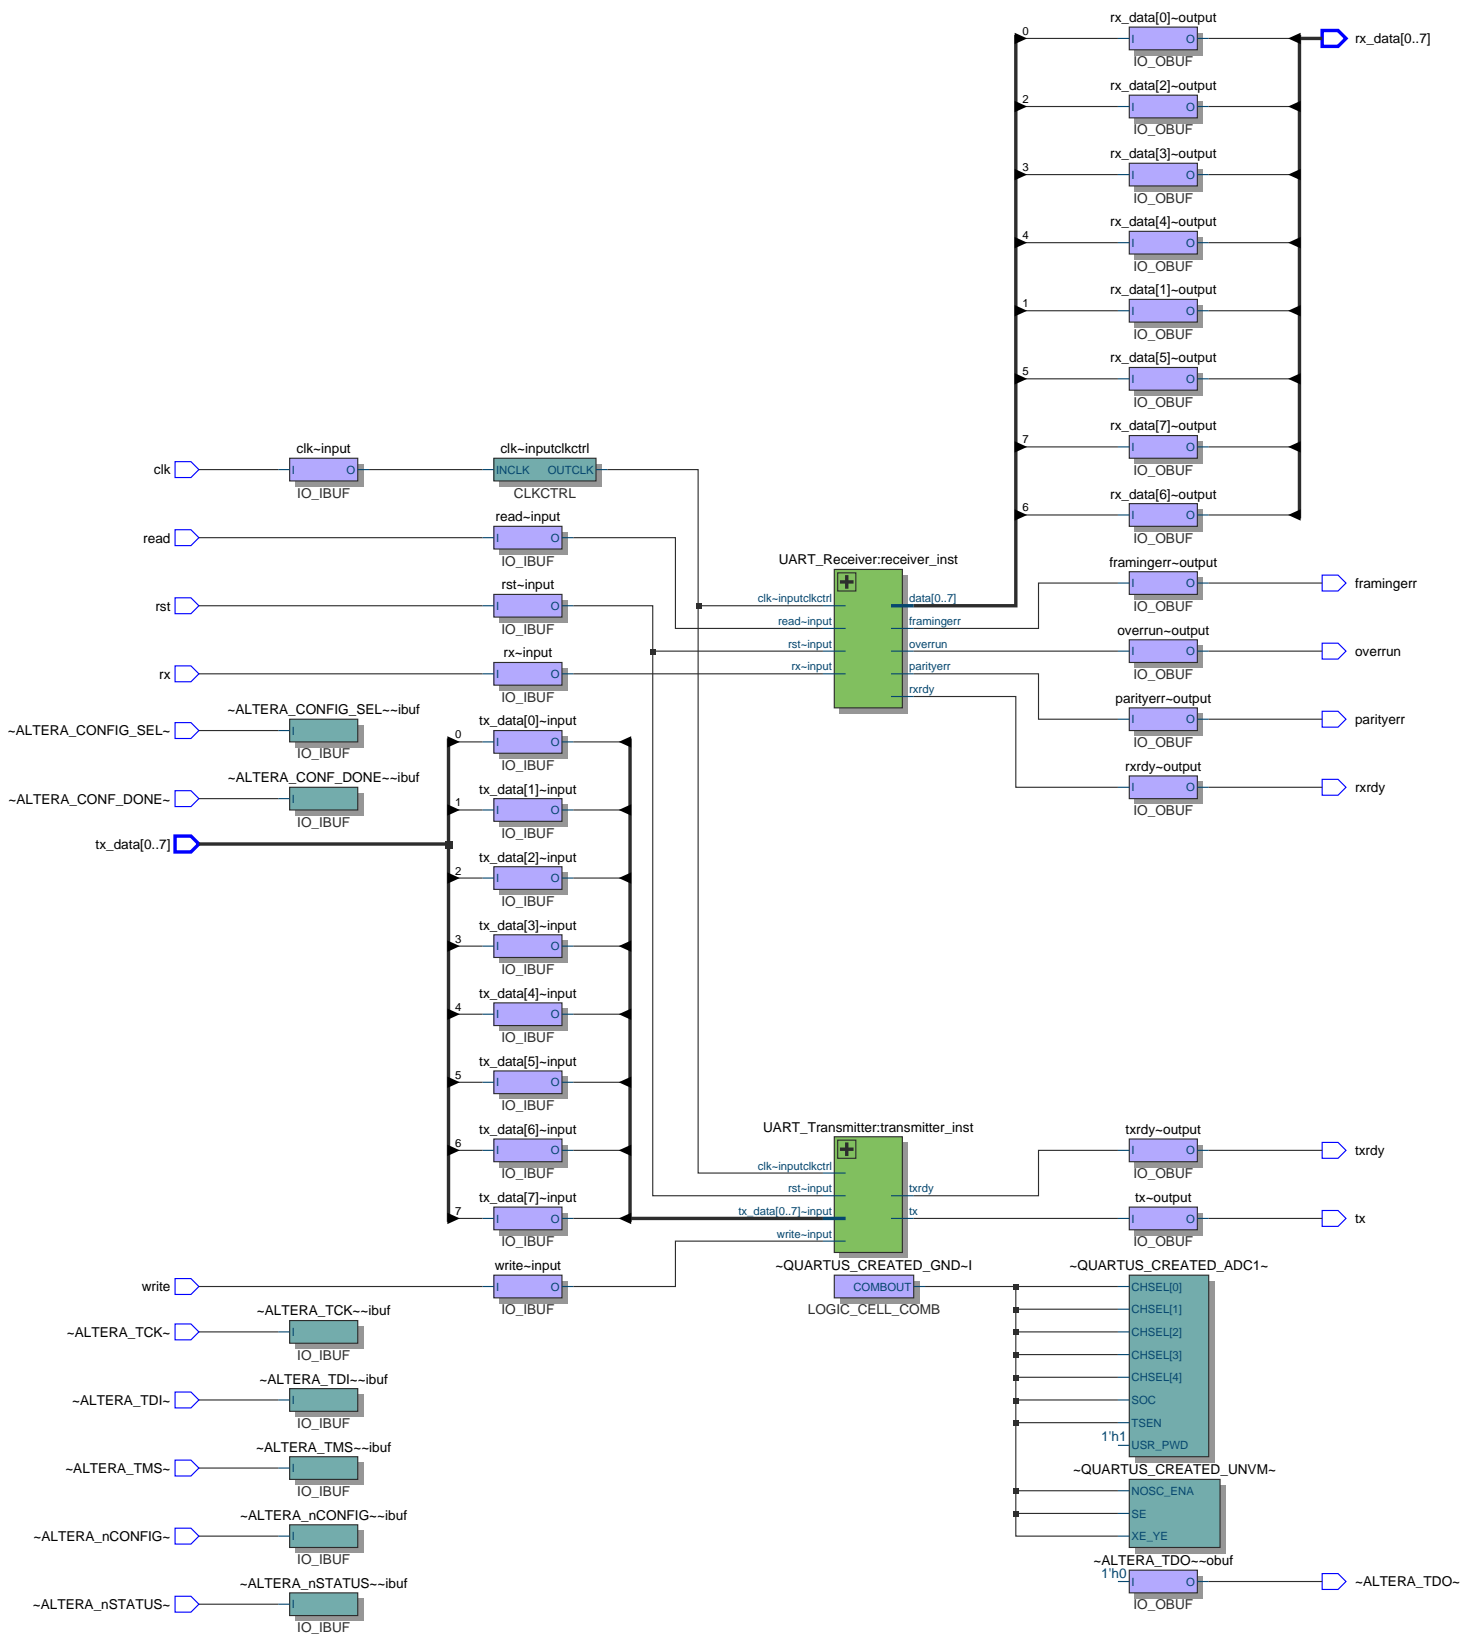 rx_data[0]~output
0
I
O
IO_OBUF
rx_data[0..7]
rx_data[2]~output
2
I
O
IO_OBUF
rx_data[3]~output
3
I
O
IO_OBUF
rx_data[4]~output
4
I
O
IO_OBUF
rx_data[1]~output
1
I
O
IO_OBUF
rx_data[5]~output
5
I
O
IO_OBUF
rx_data[7]~output
7
I
O
IO_OBUF
rx_data[6]~output
6
I
O
IO_OBUF
clk
clk~input
I
O
IO_IBUF
clk~inputclkctrl
INCLK
OUTCLK
CLKCTRL
read
read~input
I
O
IO_IBUF
rst
rst~input
I
O
IO_IBUF
rx
rx~input
I
O
IO_IBUF
UART_Receiver:receiver_inst
clk~inputclkctrl
read~input
rst~input
rx~input
data[0..7]
framingerr
overrun
parityerr
rxrdy
framingerr~output
I
O
IO_OBUF
framingerr
overrun~output
I
O
IO_OBUF
overrun
parityerr~output
I
O
IO_OBUF
parityerr
rxrdy~output
I
O
IO_OBUF
rxrdy
~ALTERA_CONFIG_SEL~
~ALTERA_CONFIG_SEL~~ibuf
I
IO_IBUF
~ALTERA_CONF_DONE~
~ALTERA_CONF_DONE~~ibuf
I
IO_IBUF
tx_data[0..7]
tx_data[0]~input
0
I
O
IO_IBUF
tx_data[1]~input
1
I
O
IO_IBUF
tx_data[2]~input
2
I
O
IO_IBUF
tx_data[3]~input
3
I
O
IO_IBUF
tx_data[4]~input
4
I
O
IO_IBUF
tx_data[5]~input
5
I
O
IO_IBUF
tx_data[6]~input
6
I
O
IO_IBUF
tx_data[7]~input
7
I
O
IO_IBUF
UART_Transmitter:transmitter_inst
clk~inputclkctrl
rst~input
tx_data[0..7]~input
write~input
txrdy
tx
txrdy~output
I
O
IO_OBUF
txrdy
tx~output
I
O
IO_OBUF
tx
write
write~input
I
O
IO_IBUF
~QUARTUS_CREATED_GND~I
COMBOUT
LOGIC_CELL_COMB
~QUARTUS_CREATED_ADC1~
CHSEL[0]
CHSEL[1]
CHSEL[2]
CHSEL[3]
CHSEL[4]
SOC
TSEN
1'h1
USR_PWD
~QUARTUS_CREATED_UNVM~
NOSC_ENA
SE
XE_YE
~ALTERA_TDO~~obuf
1'h0
I
O
IO_OBUF
~ALTERA_TDO~
~ALTERA_TCK~
~ALTERA_TCK~~ibuf
I
IO_IBUF
~ALTERA_TDI~
~ALTERA_TDI~~ibuf
I
IO_IBUF
~ALTERA_TMS~
~ALTERA_TMS~~ibuf
I
IO_IBUF
~ALTERA_nCONFIG~
~ALTERA_nCONFIG~~ibuf
I
IO_IBUF
~ALTERA_nSTATUS~
~ALTERA_nSTATUS~~ibuf
I
IO_IBUF